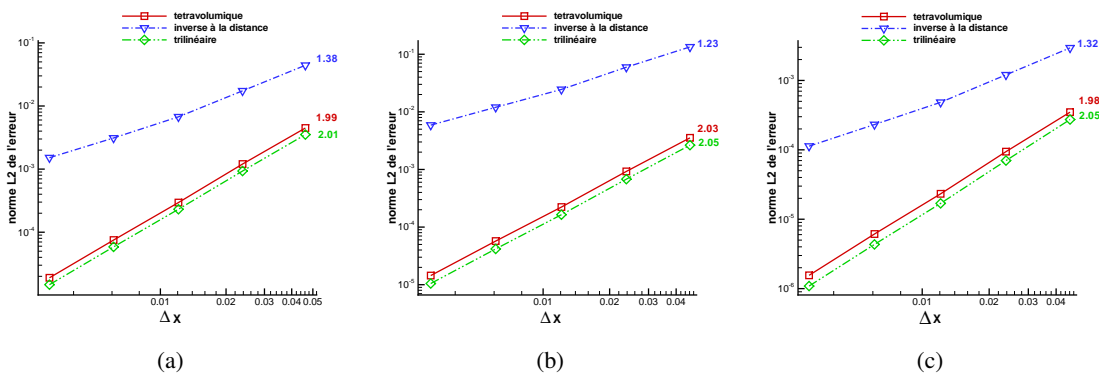 tetravolumique
inverse à la distance
trilinéaire
norme L2 de l'erreur
10-1
10-2
10-3
10-4
1.38
1.99
2.01
0.01
0.02
0.03
0.04
0.05
Δx
(a)
tetravolumique
inverse à la distance
trilinéaire
norme L2 de l'erreur
10-1
10-2
10-3
10-4
10-5
1.23
2.03
2.05
0.01
0.02
0.03
0.04
Δx
(b)
tetravolumique
inverse à la distance
trilinéaire
norme L2 de l'erreur
10-3
10-4
10-5
10-6
1.32
1.98
2.05
0.01
0.02
0.03
0.04
Δx
(c)